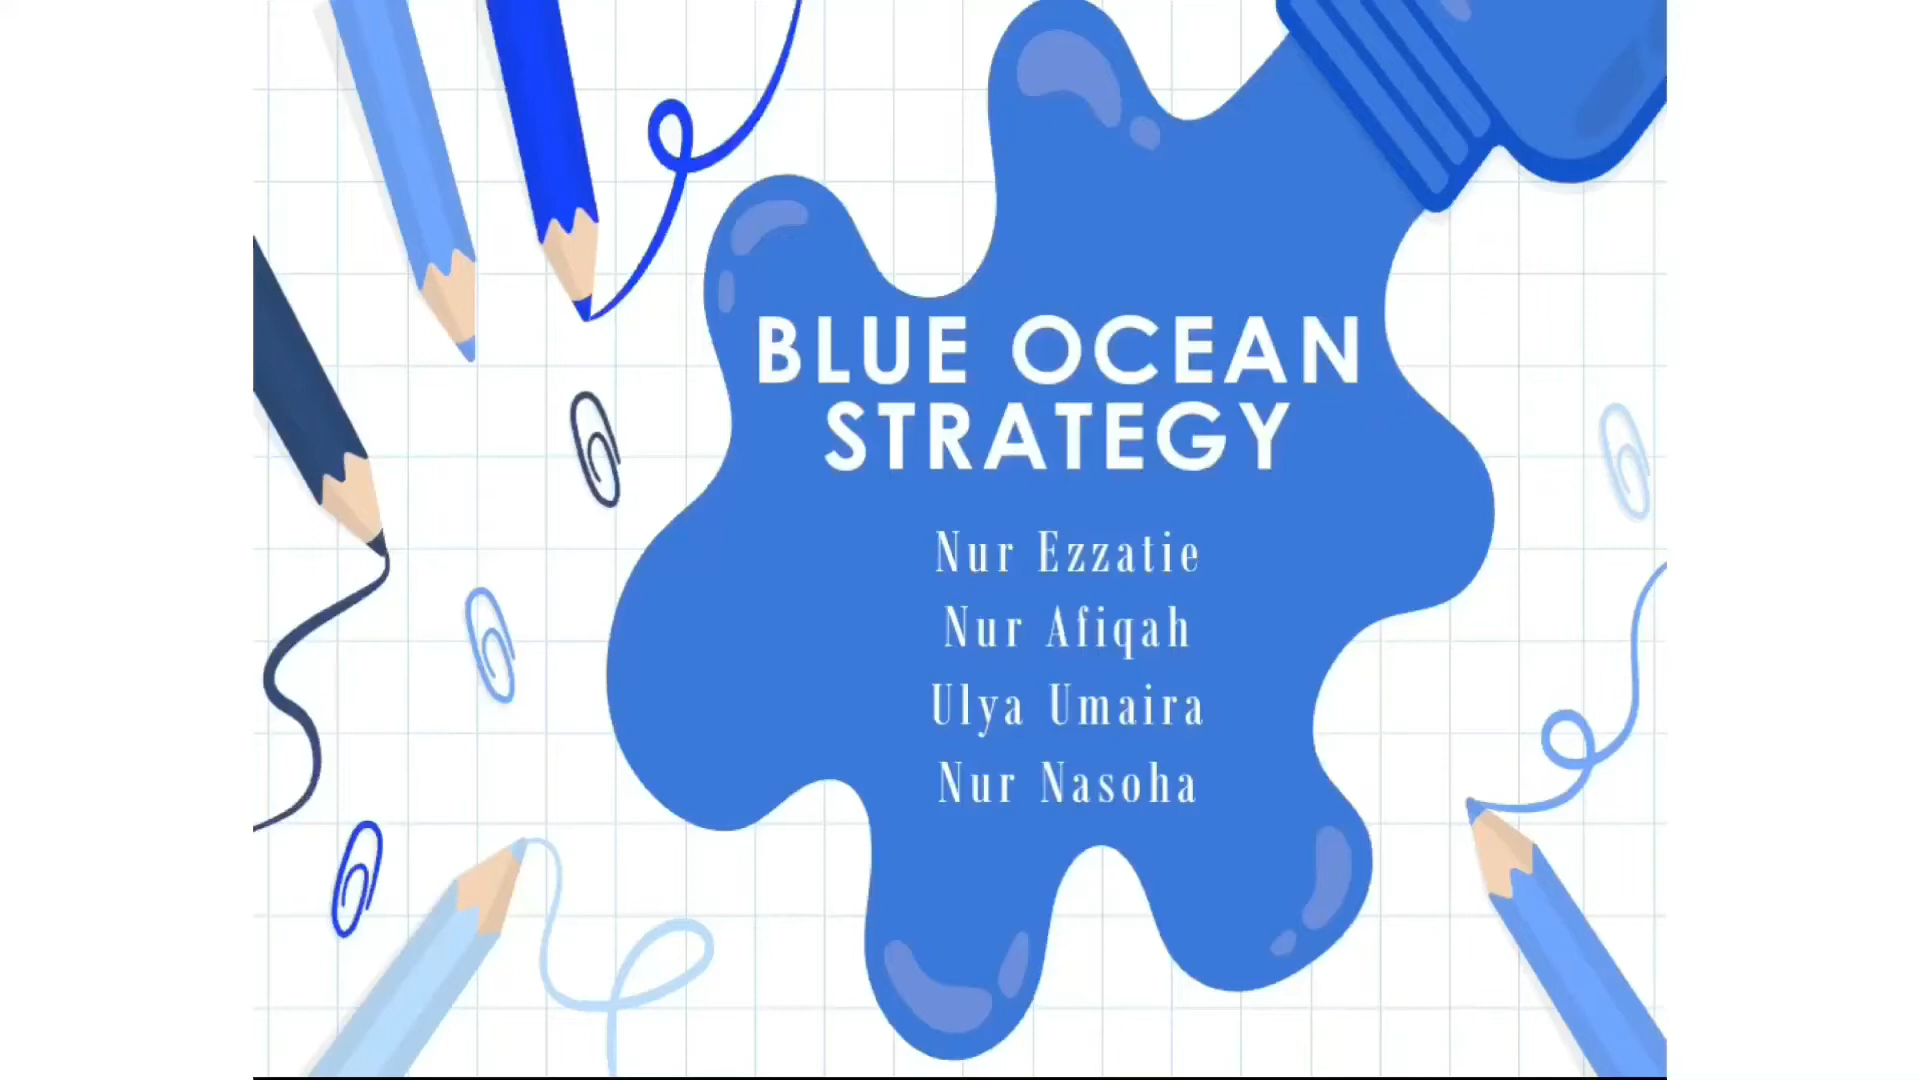 BLUE OCEAN
STRATEGY
Nur Ezzatie
Nur Afiqah
Ulya Umaira
Nur Nasoha